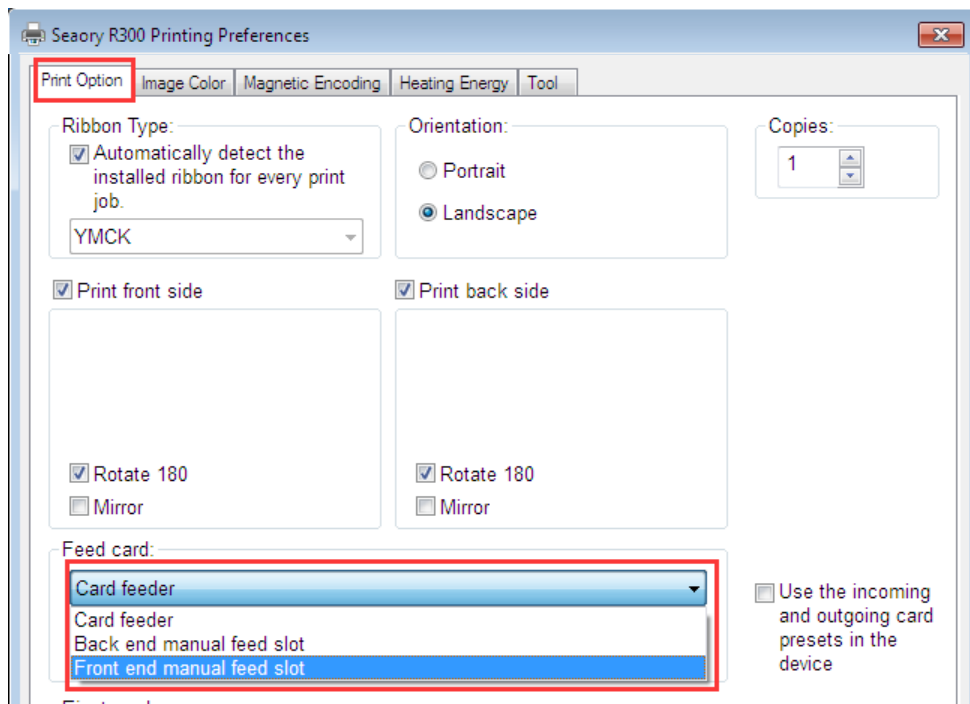 Seaory R300 Printing Preferences
Print Option Image Color Magnetic Encoding Heating Energy Tool
Ribbon Type:
Automatically detect the
installed ribbon for every print
job.
YMCK
Orientation:
Portrait
Landscape
Copies:
1
Print front side
Rotate 180
Mirror
Print back side
Rotate 180
Mirror
Feed card:
Card feeder
Card feeder
Back end manual feed slot
Front end manual feed slot
Use the incoming
and outgoing card
presets in the
device